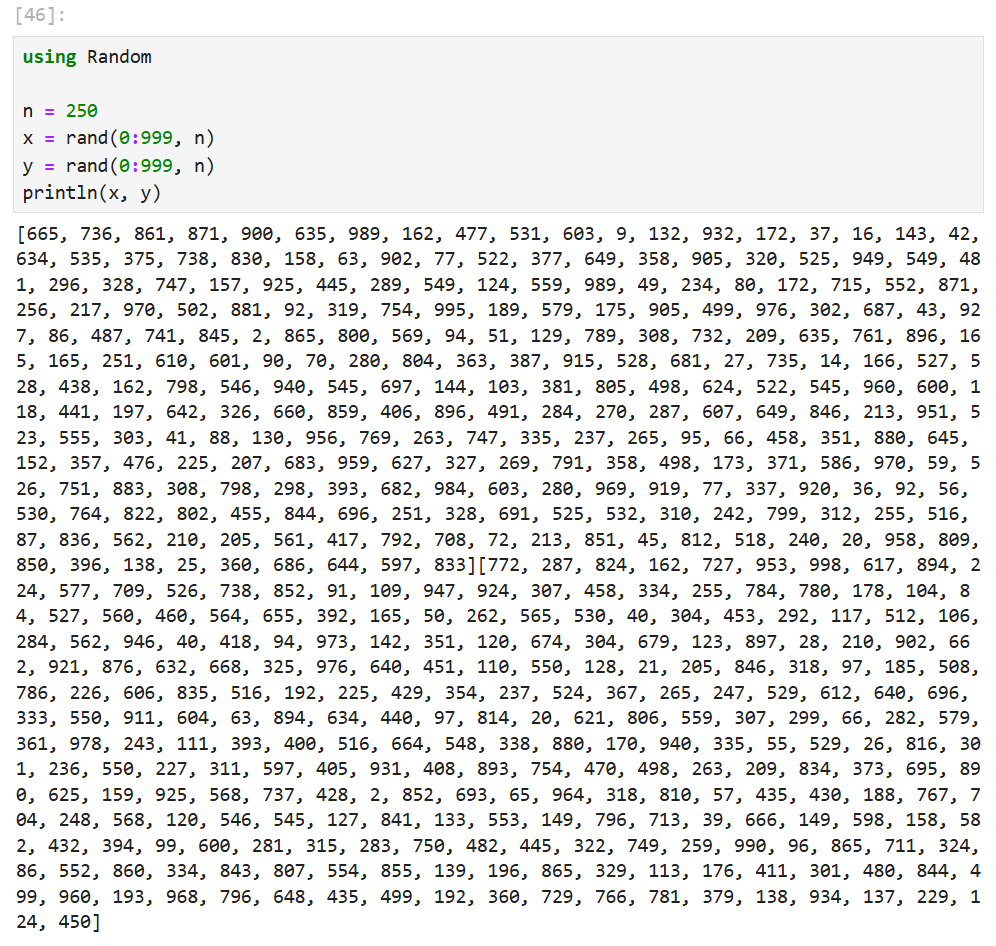 [46]:
using Random
n = 250
x = rand(0:999, n)
y = rand(0:999, n)
println(x, y)
[665, 736, 861, 871, 900, 635, 989, 162, 477, 531, 603, 9, 132, 932, 172, 37, 16, 143, 42,
634, 535, 375, 738, 830, 158, 63, 902, 77, 522, 377, 649, 358, 905, 320, 525, 949, 549, 48
1, 296, 328, 747, 157, 925, 445, 289, 549, 124, 559, 989, 49, 234, 80, 172, 715, 552, 871,
256, 217, 970, 502, 881, 92, 319, 754, 995, 189, 579, 175, 905, 499, 976, 302, 687, 43, 92
7, 86, 487, 741, 845, 2, 865, 800, 569, 94, 51, 129, 789, 308, 732, 209, 635, 761, 896, 16
5, 165, 251, 610, 601, 90, 70, 280, 804, 363, 387, 915, 528, 681, 27, 735, 14, 166, 527, 5
28, 438, 162, 798, 546, 940, 545, 697, 144, 103, 381, 805, 498, 624, 522, 545, 960, 600, 1
18, 441, 197, 642, 326, 660, 859, 406, 896, 491, 284, 270, 287, 607, 649, 846, 213, 951, 5
23, 555, 303, 41, 88, 130, 956, 769, 263, 747, 335, 237, 265, 95, 66, 458, 351, 880, 645,
152, 357, 476, 225, 207, 683, 959, 627, 327, 269, 791, 358, 498, 173, 371, 586, 970, 59, 5
26, 751, 883, 308, 798, 298, 393, 682, 984, 603, 280, 969, 919, 77, 337, 920, 36, 92, 56,
530, 764, 822, 802, 455, 844, 696, 251, 328, 691, 525, 532, 310, 242, 799, 312, 255, 516,
87, 836, 562, 210, 205, 561, 417, 792, 708, 72, 213, 851, 45, 812, 518, 240, 20, 958, 809,
850, 396, 138, 25, 360, 686, 644, 597, 833][772, 287, 824, 162, 727, 953, 998, 617, 894, 2
24, 577, 709, 526, 738, 852, 91, 109, 947, 924, 307, 458, 334, 255, 784, 780, 178, 104, 8
4, 527, 560, 460, 564, 655, 392, 165, 50, 262, 565, 530, 40, 304, 453, 292, 117, 512, 106,
284, 562, 946, 40, 418, 94, 973, 142, 351, 120, 674, 304, 679, 123, 897, 28, 210, 902, 66
2, 921, 876, 632, 668, 325, 976, 640, 451, 110, 550, 128, 21, 205, 846, 318, 97, 185, 508,
786, 226, 606, 835, 516, 192, 225, 429, 354, 237, 524, 367, 265, 247, 529, 612, 640, 696,
333, 550, 911, 604, 63, 894, 634, 440, 97, 814, 20, 621, 806, 559, 307, 299, 66, 282, 579,
361, 978, 243, 111, 393, 400, 516, 664, 548, 338, 880, 170, 940, 335, 55, 529, 26, 816, 30
1, 236, 550, 227, 311, 597, 405, 931, 408, 893, 754, 470, 498, 263, 209, 834, 373, 695, 89
0, 625, 159, 925, 568, 737, 428, 2, 852, 693, 65, 964, 318, 810, 57, 435, 430, 188, 767, 7
04, 248, 568, 120, 546, 545, 127, 841, 133, 553, 149, 796, 713, 39, 666, 149, 598, 158, 58
2, 432, 394, 99, 600, 281, 315, 283, 750, 482, 445, 322, 749, 259, 990, 96, 865, 711, 324,
86, 552, 860, 334, 843, 807, 554, 855, 139, 196, 865, 329, 113, 176, 411, 301, 480, 844, 4
99, 960, 193, 968, 796, 648, 435, 499, 192, 360, 729, 766, 781, 379, 138, 934, 137, 229, 1
24, 450]